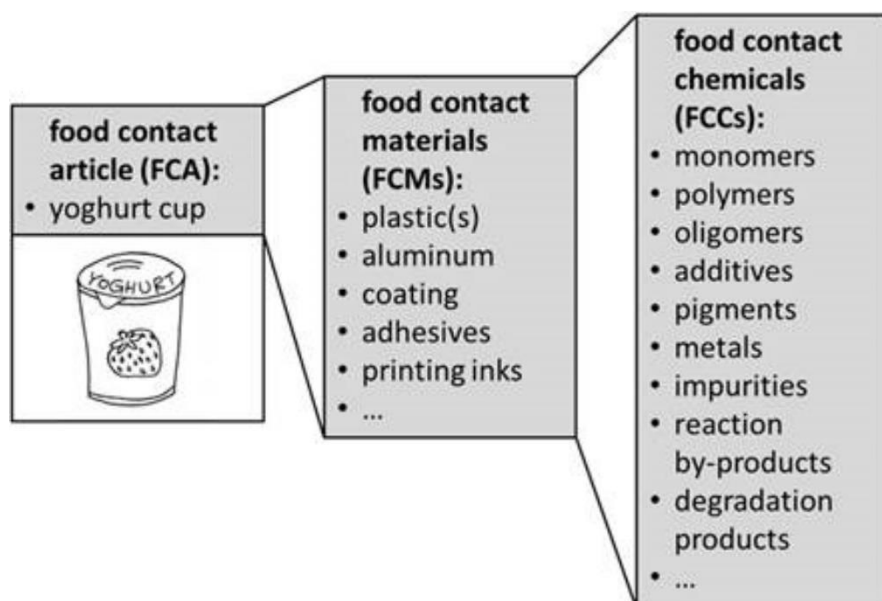 food contact
article (FCA):
• yoghurt cup
YOGHURT
food contact
materials
(FCMs):
• plastic(s)
• aluminum
• coating
• adhesives
• printing inks
• ...
food contact
chemicals
(FCCs):
• monomers
• polymers
• oligomers
• additives
• pigments
• metals
• impurities
• reaction
by-products
• degradation
products
• ...